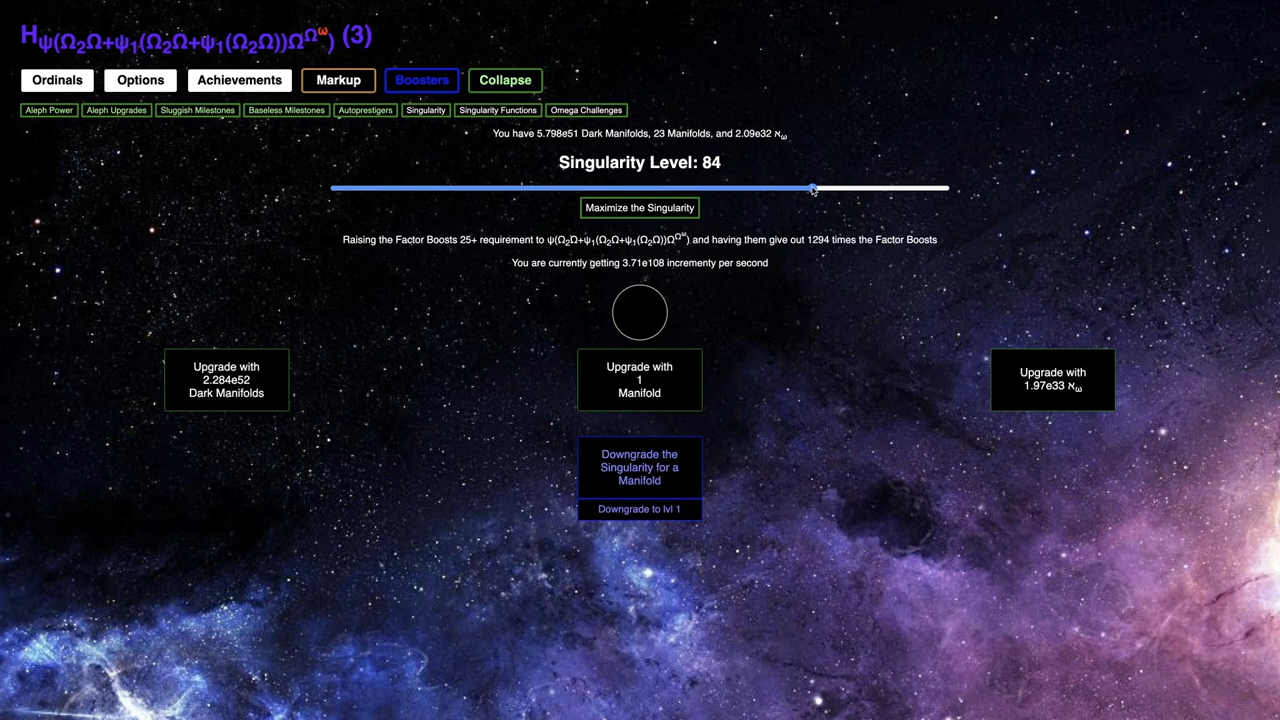 H_ψ(Ω₂Ω+ψ₁(Ω₂Ω+ψ₁(Ω₂Ω))Ω^Ω^ω) (3)
Ordinals Options Achievements Markup Boosters Collapse
Aleph Power Aleph Upgrades Sluggish Milestones Baseless Milestones Autoprestigers Singularity Singularity Functions Omega Challenges
You have 5.798e51 Dark Manifolds, 23 Manifolds, and 2.09e32 ℵ_ω
Singularity Level: 84
Maximize the Singularity
Raising the Factor Boosts 25+ requirement to ψ(Ω₂Ω+ψ₁(Ω₂Ω+ψ₁(Ω₂Ω))Ω^Ω^ω) and having them give out 1294 times the Factor Boosts
You are currently getting 3.71e108 incrementy per second
Upgrade with
2.284e52
Dark Manifolds
Upgrade with
1
Manifold
Upgrade with
1.97e33 ℵ_ω
Downgrade the
Singularity for a
Manifold
Downgrade to lvl 1